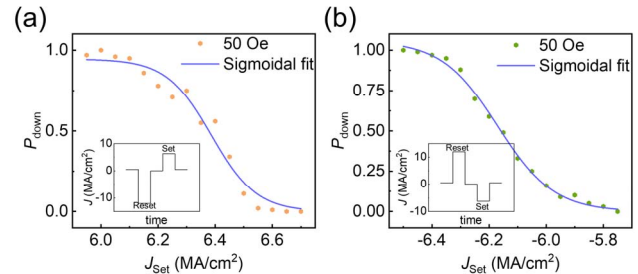 (a)
50 Oe
Sigmoidal fit
P_down
1.0
0.5
0.0
J (MA/cm²)
0
-10
Set
Reset
time
6.0 6.2 6.4 6.6
J_Set (MA/cm²)
(b)
50 Oe
Sigmoidal fit
P_down
1.00
0.75
0.50
0.25
0.00
J (MA/cm²)
10
0
-10
Reset
Set
time
-6.4 -6.2 -6.1 -5.9 -5.8
J_Set (MA/cm²)